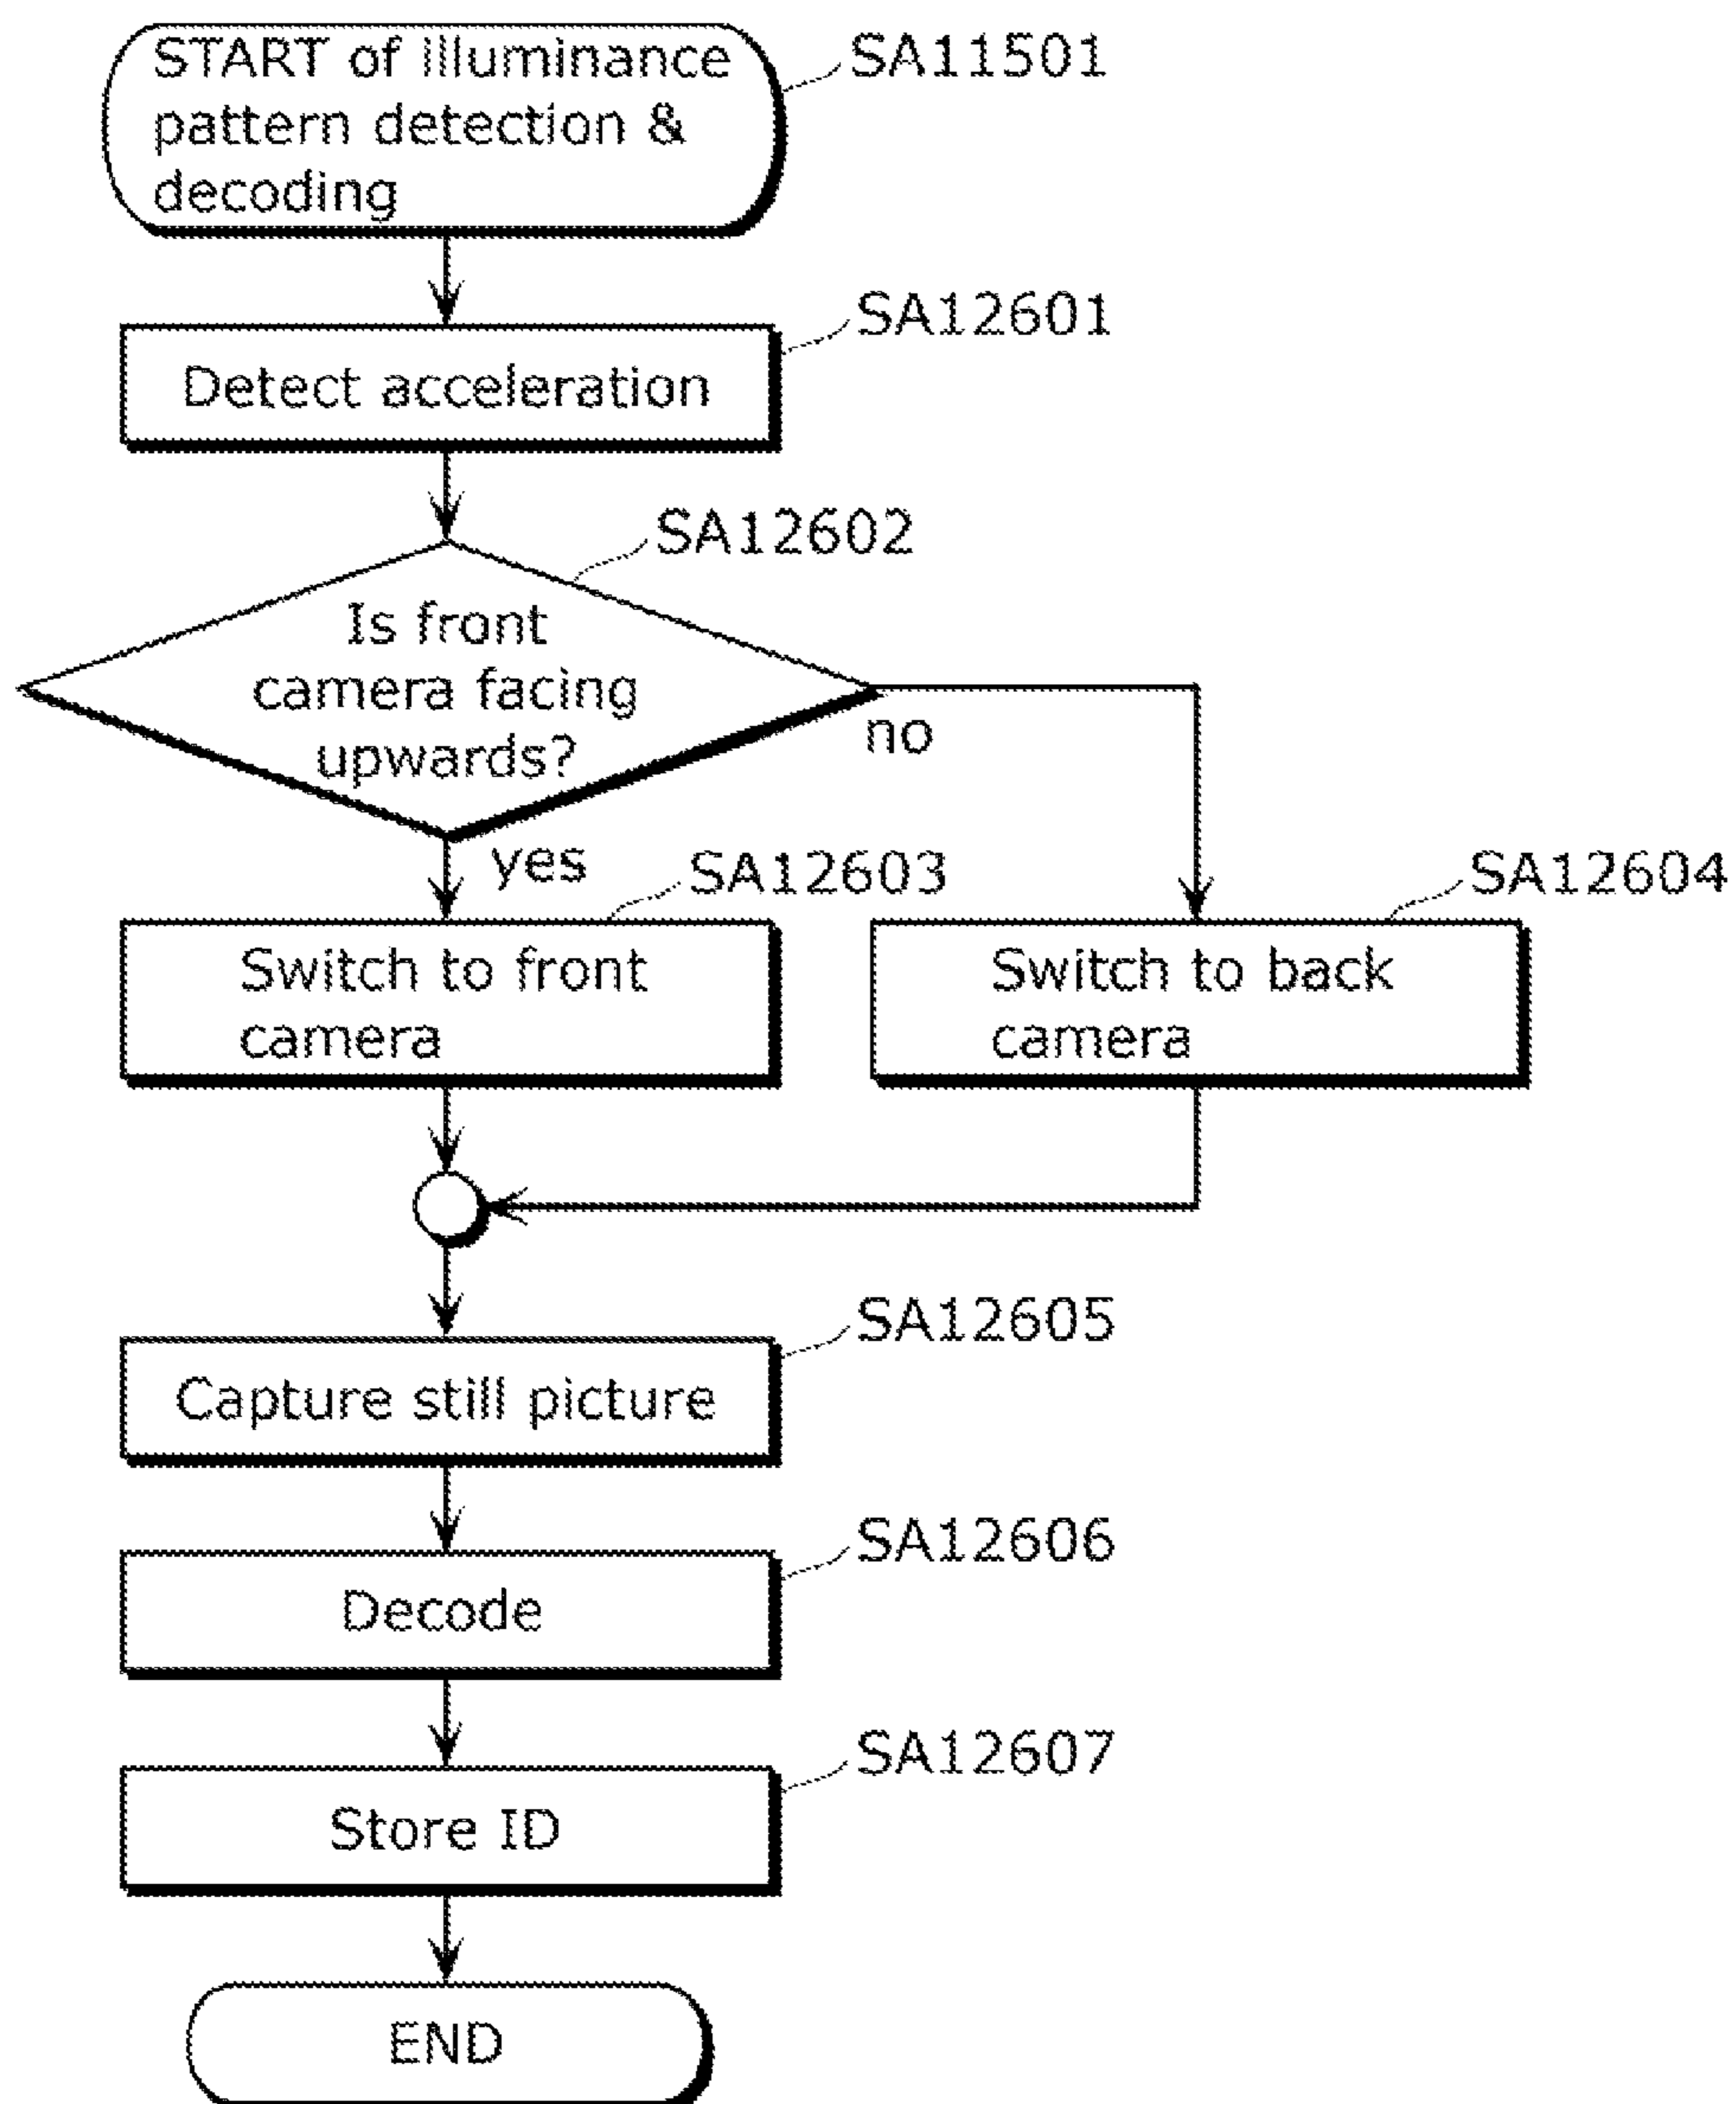 START of illuminance
pattern detection &
decoding
SA11501
SA12601
Detect acceleration
SA12602
Is front
camera facing
upwards?
no
yes
SA12603
Switch to front
camera
SA12604
Switch to back
camera
SA12605
Capture still picture
SA12606
Decode
SA12607
Store ID
END